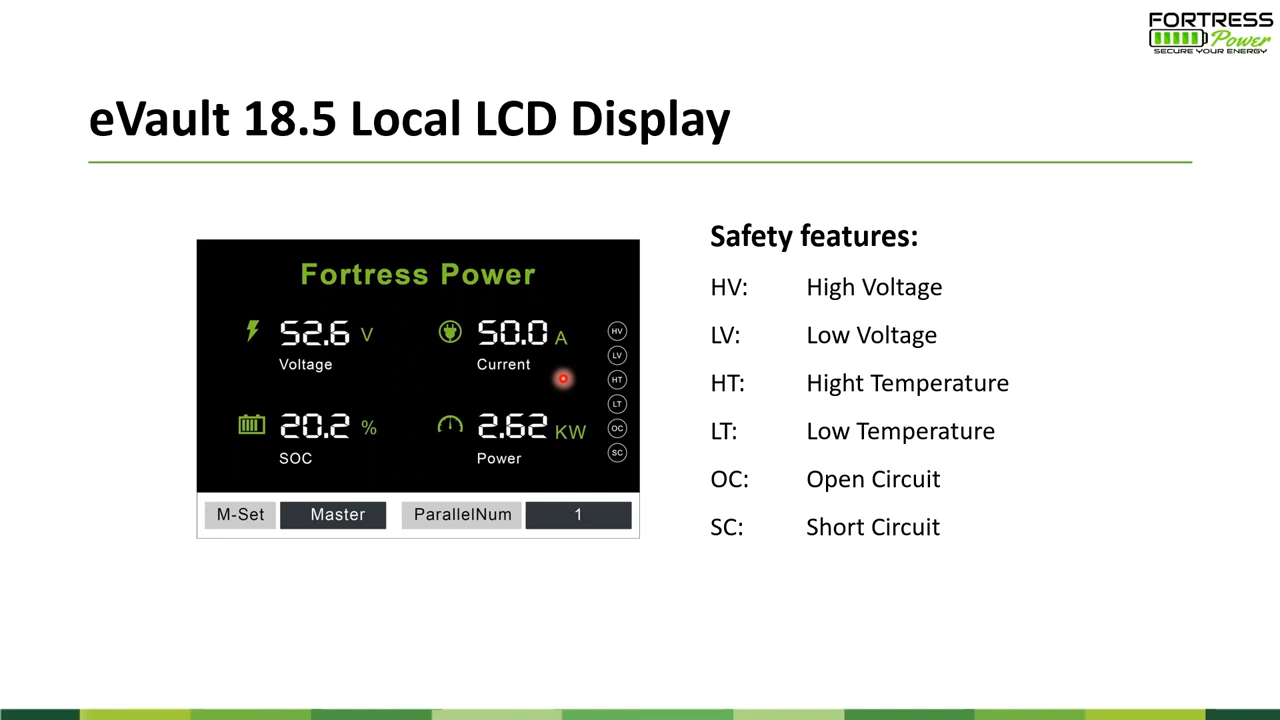 FORTRESS
Power
SECURE YOUR ENERGY
eVault 18.5 Local LCD Display
Fortress Power
52.6 V
Voltage
50.0 A
Current
20.2 %
SOC
2.62 KW
Power
HV
LV
HT
LT
OC
SC
M-Set Master ParallelNum 1
Safety features:
HV: High Voltage
LV: Low Voltage
HT: Hight Temperature
LT: Low Temperature
OC: Open Circuit
SC: Short Circuit